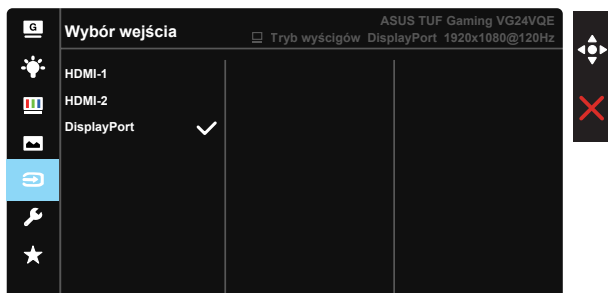 G
Wybór wejścia
ASUS TUF Gaming VG24VQE
Tryb wyścigów DisplayPort 1920x1080@120Hz
HDMI-1
HDMI-2
DisplayPort